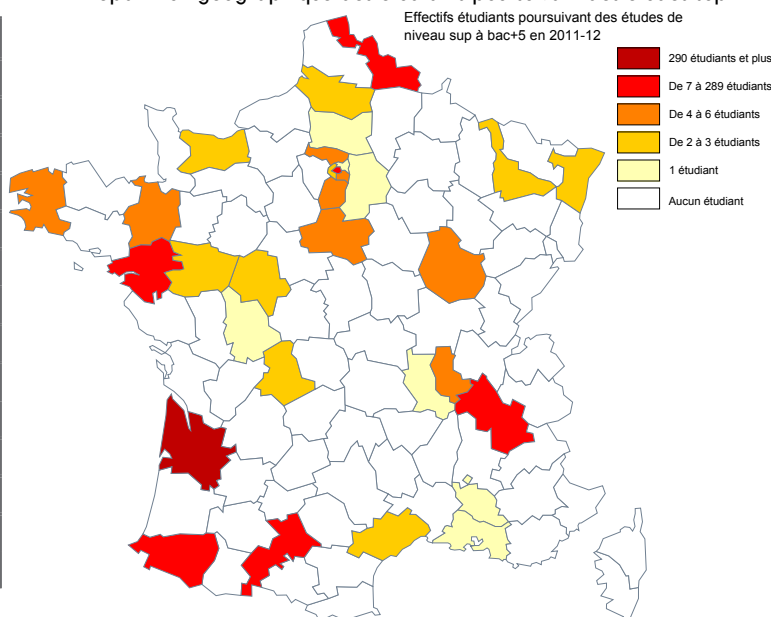 Effectifs étudiants poursuivant des études de
niveau sup à bac+5 en 2011-12
290 étudiants et plus
De 7 à 289 étudiants
De 4 à 6 étudiants
De 2 à 3 étudiants
1 étudiant
Aucun étudiant